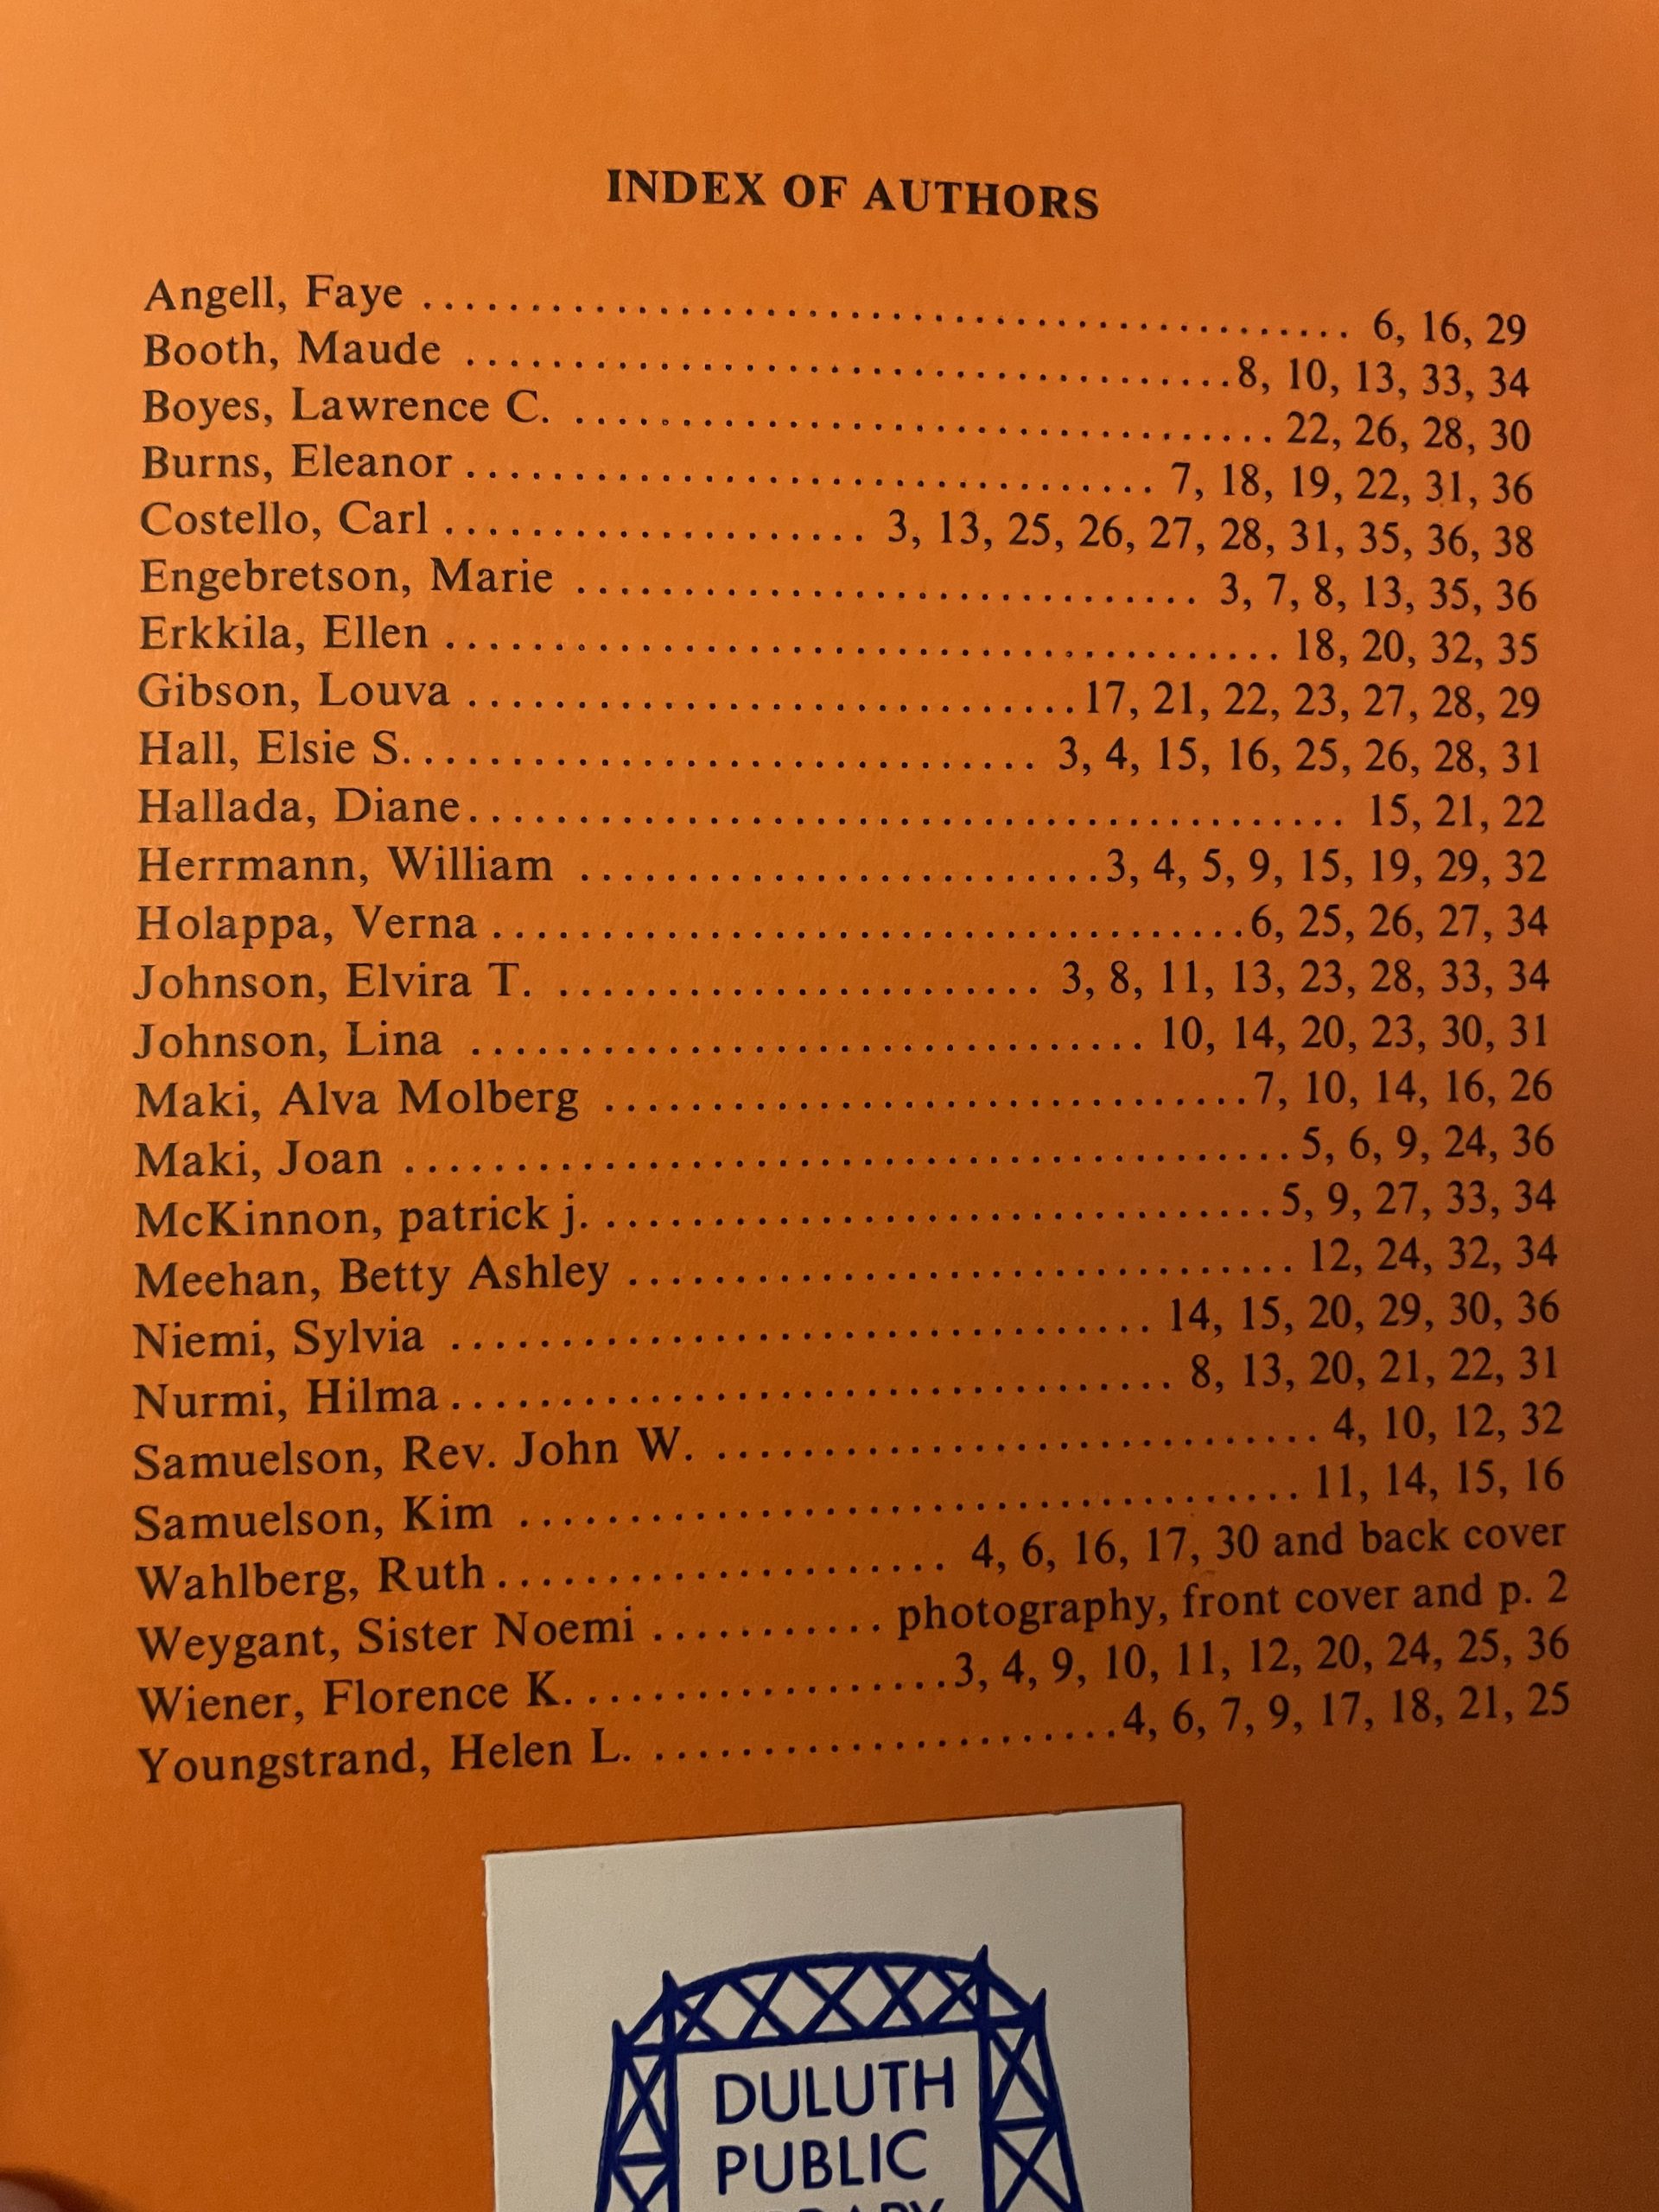 INDEX OF AUTHORS
Angell, Faye ........................................... 6, 16, 29
Booth, Maude ....................................8, 10, 13, 33, 34
Boyes, Lawrence C. ................................. 22, 26, 28, 30
Burns, Eleanor ................................ 7, 18, 19, 22, 31, 36
Costello, Carl .................... 3, 13, 25, 26, 27, 28, 31, 35, 36, 38
Engebretson, Marie ............................. 3, 7, 8, 13, 35, 36
Erkkila, Ellen ....................................... 18, 20, 32, 35
Gibson, Louva .............................17, 21, 22, 23, 27, 28, 29
Hall, Elsie S. ............................. 3, 4, 15, 16, 25, 26, 28, 31
Hallada, Diane......................................... 15, 21, 22
Herrmann, William .........................3, 4, 5, 9, 15, 19, 29, 32
Holappa, Verna ...................................6, 25, 26, 27, 34
Johnson, Elvira T. ....................... 3, 8, 11, 13, 23, 28, 33, 34
Johnson, Lina ................................ 10, 14, 20, 23, 30, 31
Maki, Alva Molberg ..............................7, 10, 14, 16, 26
Maki, Joan .........................................5, 6, 9, 24, 36
McKinnon, patrick j. ...............................5, 9, 27, 33, 34
Meehan, Betty Ashley ............................... 12, 24, 32, 34
Niemi, Sylvia ................................. 14, 15, 20, 29, 30, 36
Nurmi, Hilma .................................. 8, 13, 20, 21, 22, 31
Samuelson, Rev. John W. ............................ 4, 10, 12, 32
Samuelson, Kim .................................... 11, 14, 15, 16
Wahlberg, Ruth ..................... 4, 6, 16, 17, 30 and back cover
Weygant, Sister Noemi ........... photography, front cover and p. 2
Wiener, Florence K. .................3, 4, 9, 10, 11, 12, 20, 24, 25, 36
Youngstrand, Helen L. ......................4, 6, 7, 9, 17, 18, 21, 25
DULUTH
PUBLIC